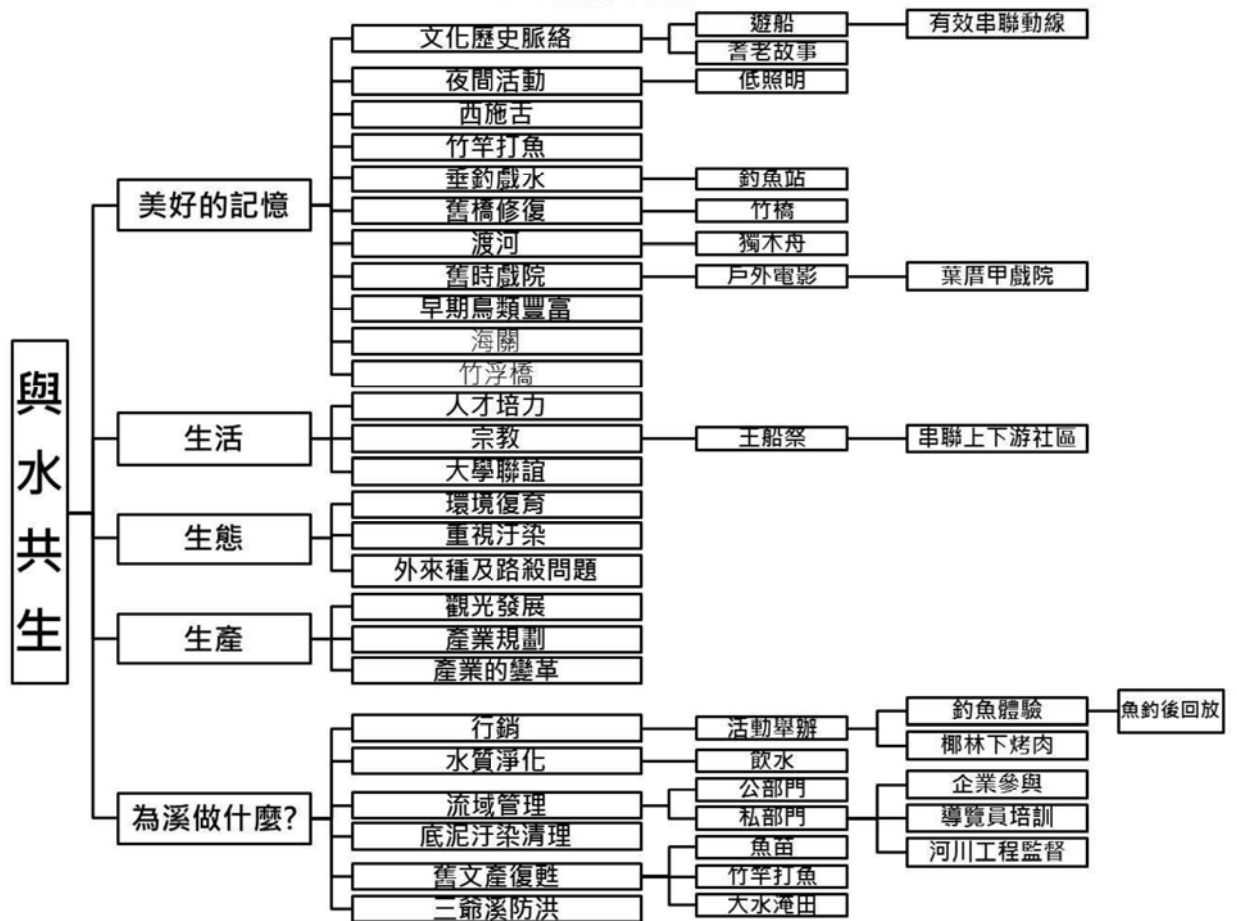 與水共生
美好的記憶
文化歷史脈絡
遊船
有效串聯動線
耆老故事
夜間活動
低照明
西施舌
竹竿打魚
垂釣戲水
釣魚站
舊橋修復
竹橋
渡河
獨木舟
舊時戲院
戶外電影
葉厝甲戲院
早期鳥類豐富
海關
竹浮橋
生活
人才培力
宗教
王船祭
串聯上下游社區
大學聯誼
生態
環境復育
重視汙染
外來種及路殺問題
生產
觀光發展
產業規劃
產業的變革
為溪做什麼?
行銷
活動舉辦
釣魚體驗
魚釣後回放
椰林下烤肉
水質淨化
飲水
流域管理
公部門
私部門
企業參與
導覽員培訓
河川工程監督
底泥汙染清理
舊文產復甦
魚苗
竹竿打魚
大水淹田
三爺溪防洪